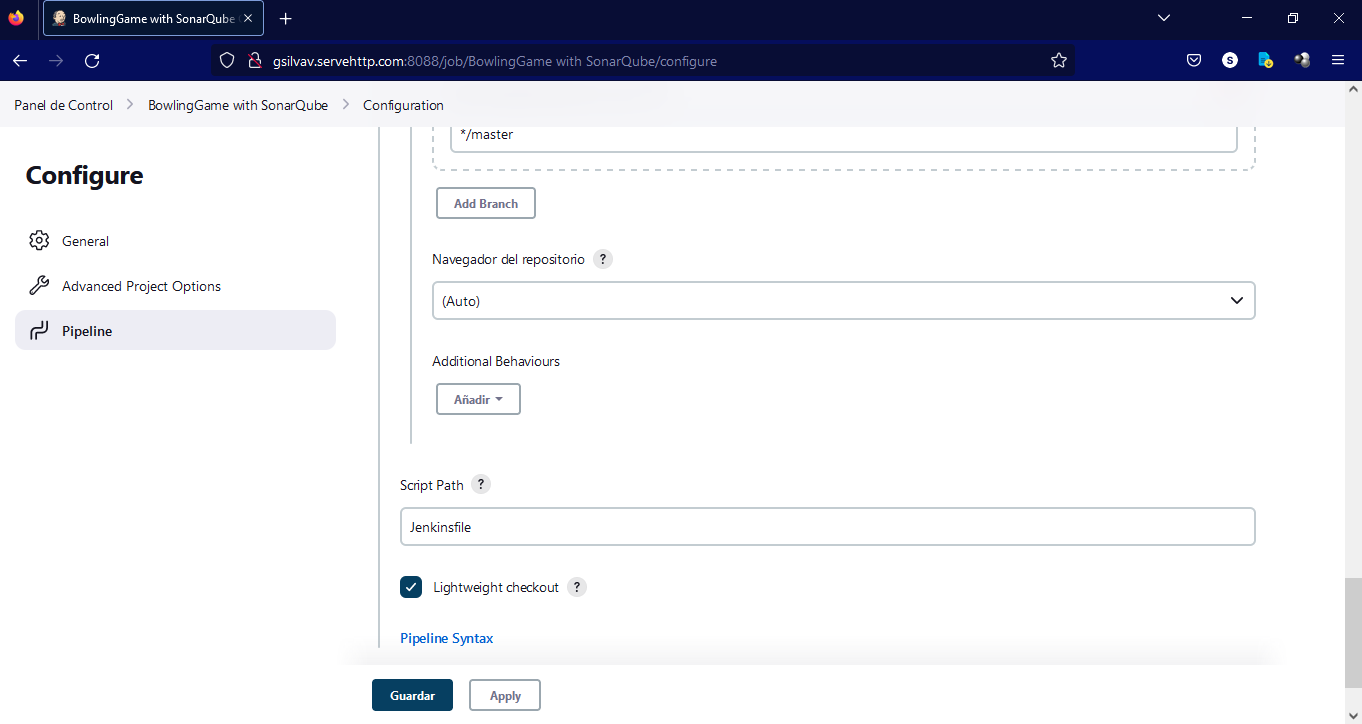 BowlingGame with SonarQube
gsilvav.servehttp.com:8088/job/BowlingGame with SonarQube/configure
S
Panel de Control
BowlingGame with SonarQube
Configuration
Configure
General
Advanced Project Options
Pipeline
*/master
Add Branch
Navegador del repositorio ?
(Auto)
Additional Behaviours
Añadir
Script Path ?
Jenkinsfile
Lightweight checkout ?
Pipeline Syntax
Guardar
Apply